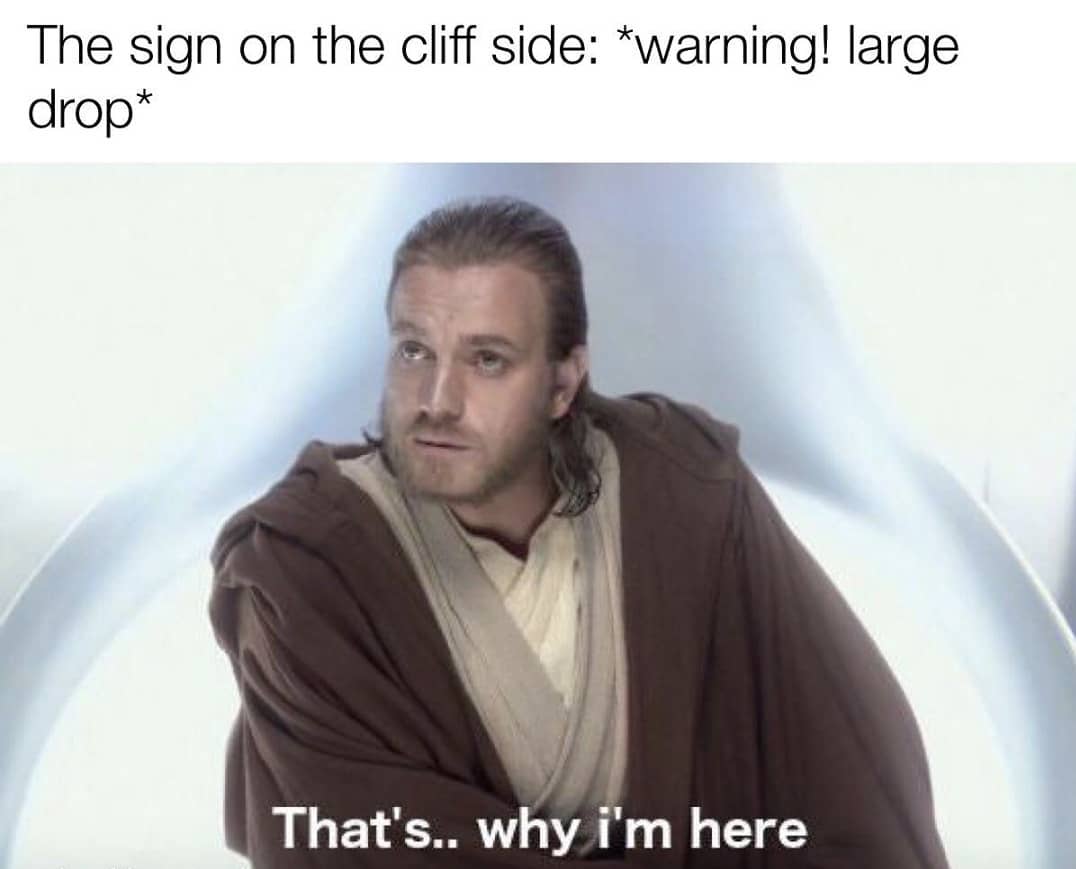 The sign on the cliff side: *warning! large
drop*
That's.. why i'm here